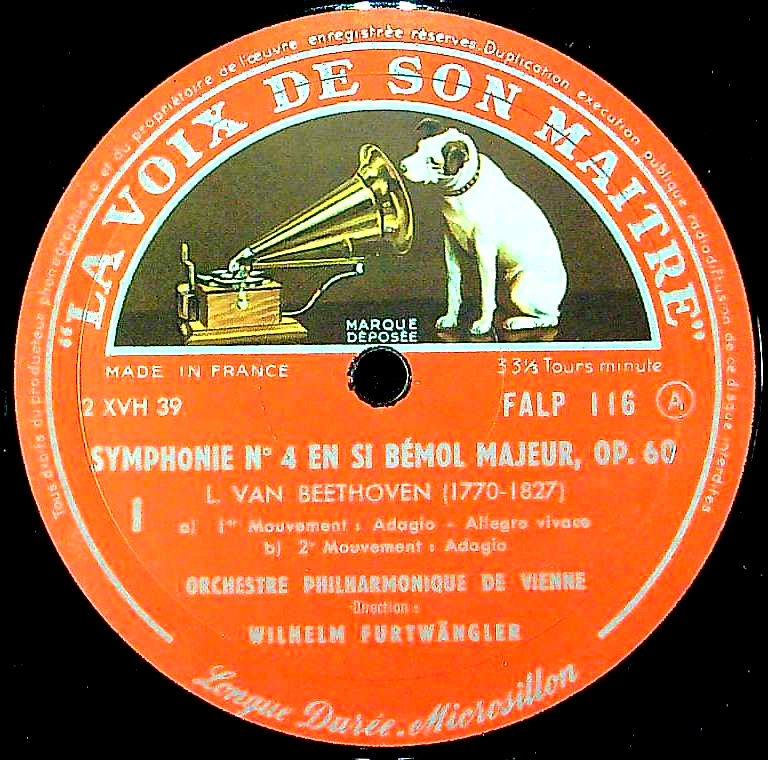 Tous droits du producteur phonographique et du propriétaire de l'œuvre enregistrée réservés. Duplication exécution publique radiodiffusion de ce disque interdites
“LA VOIX DE SON MAITRE”
MARQUE
DÉPOSÉE
MADE IN FRANCE
33⅓ Tours minute
2 XVH 39
FALP 116 A
SYMPHONIE N° 4 EN SI BÉMOL MAJEUR, OP. 60
L. VAN BEETHOVEN (1770-1827)
1 a) 1er Mouvement : Adagio - Allegro vivace
b) 2e Mouvement : Adagio
ORCHESTRE PHILHARMONIQUE DE VIENNE
Direction :
WILHELM FURTWÄNGLER
Longue Durée. Microsillon